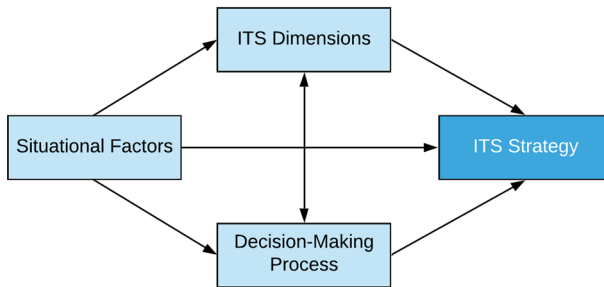 ITS Dimensions
Situational Factors
ITS Strategy
Decision-Making
Process